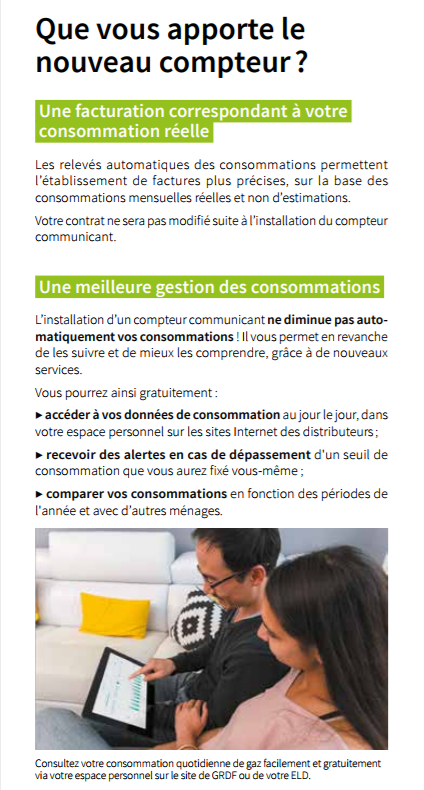 Que vous apporte le
nouveau compteur ?
Une facturation correspondant à votre
consommation réelle
Les relevés automatiques des consommations permettent
l'établissement de factures plus précises, sur la base des
consommations mensuelles réelles et non d'estimations.
Votre contrat ne sera pas modifié suite à l'installation du compteur
communicant.
Une meilleure gestion des consommations
L'installation d'un compteur communicant ne diminue pas auto-
matiquement vos consommations ! Il vous permet en revanche
de les suivre et de mieux les comprendre, grâce à de nouveaux
services.
Vous pourrez ainsi gratuitement :
▸ accéder à vos données de consommation au jour le jour, dans
votre espace personnel sur les sites Internet des distributeurs ;
▸ recevoir des alertes en cas de dépassement d'un seuil de
consommation que vous aurez fixé vous-même ;
▸ comparer vos consommations en fonction des périodes de
l'année et avec d'autres ménages.
Consultez votre consommation quotidienne de gaz facilement et gratuitement
via votre espace personnel sur le site de GRDF ou de votre ELD.